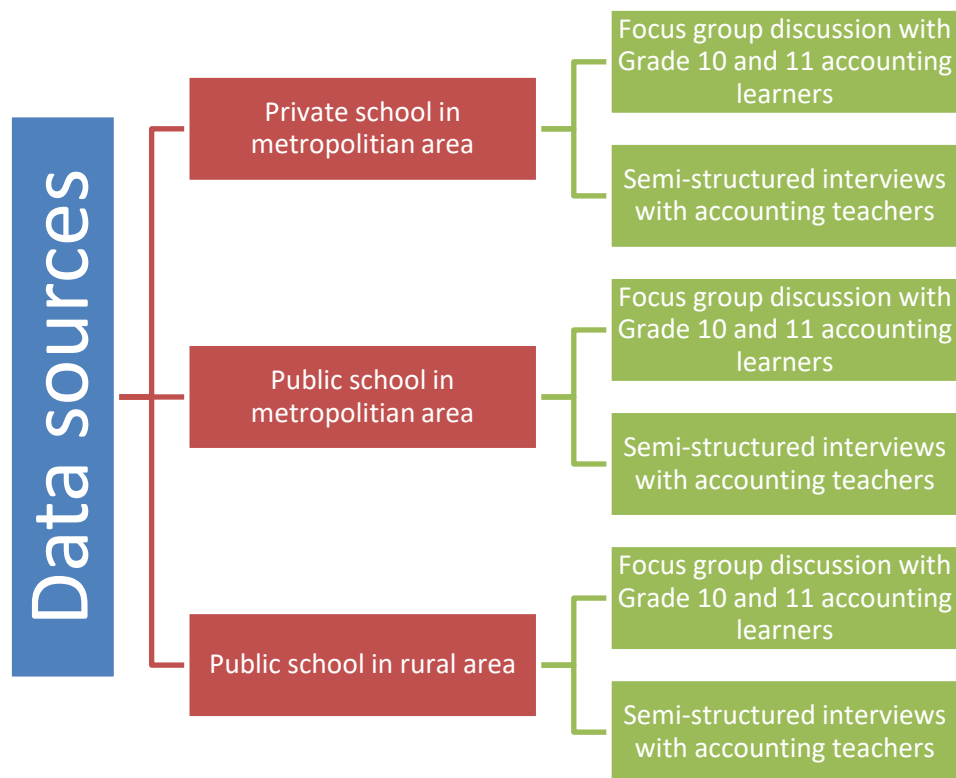 Data sources
Private school in
metropolitian area
Focus group discussion with
Grade 10 and 11 accounting
learners
Semi-structured interviews
with accounting teachers
Public school in
metropolitian area
Focus group discussion with
Grade 10 and 11 accounting
learners
Semi-structured interviews
with accounting teachers
Public school in rural area
Focus group discussion with
Grade 10 and 11 accounting
learners
Semi-structured interviews
with accounting teachers